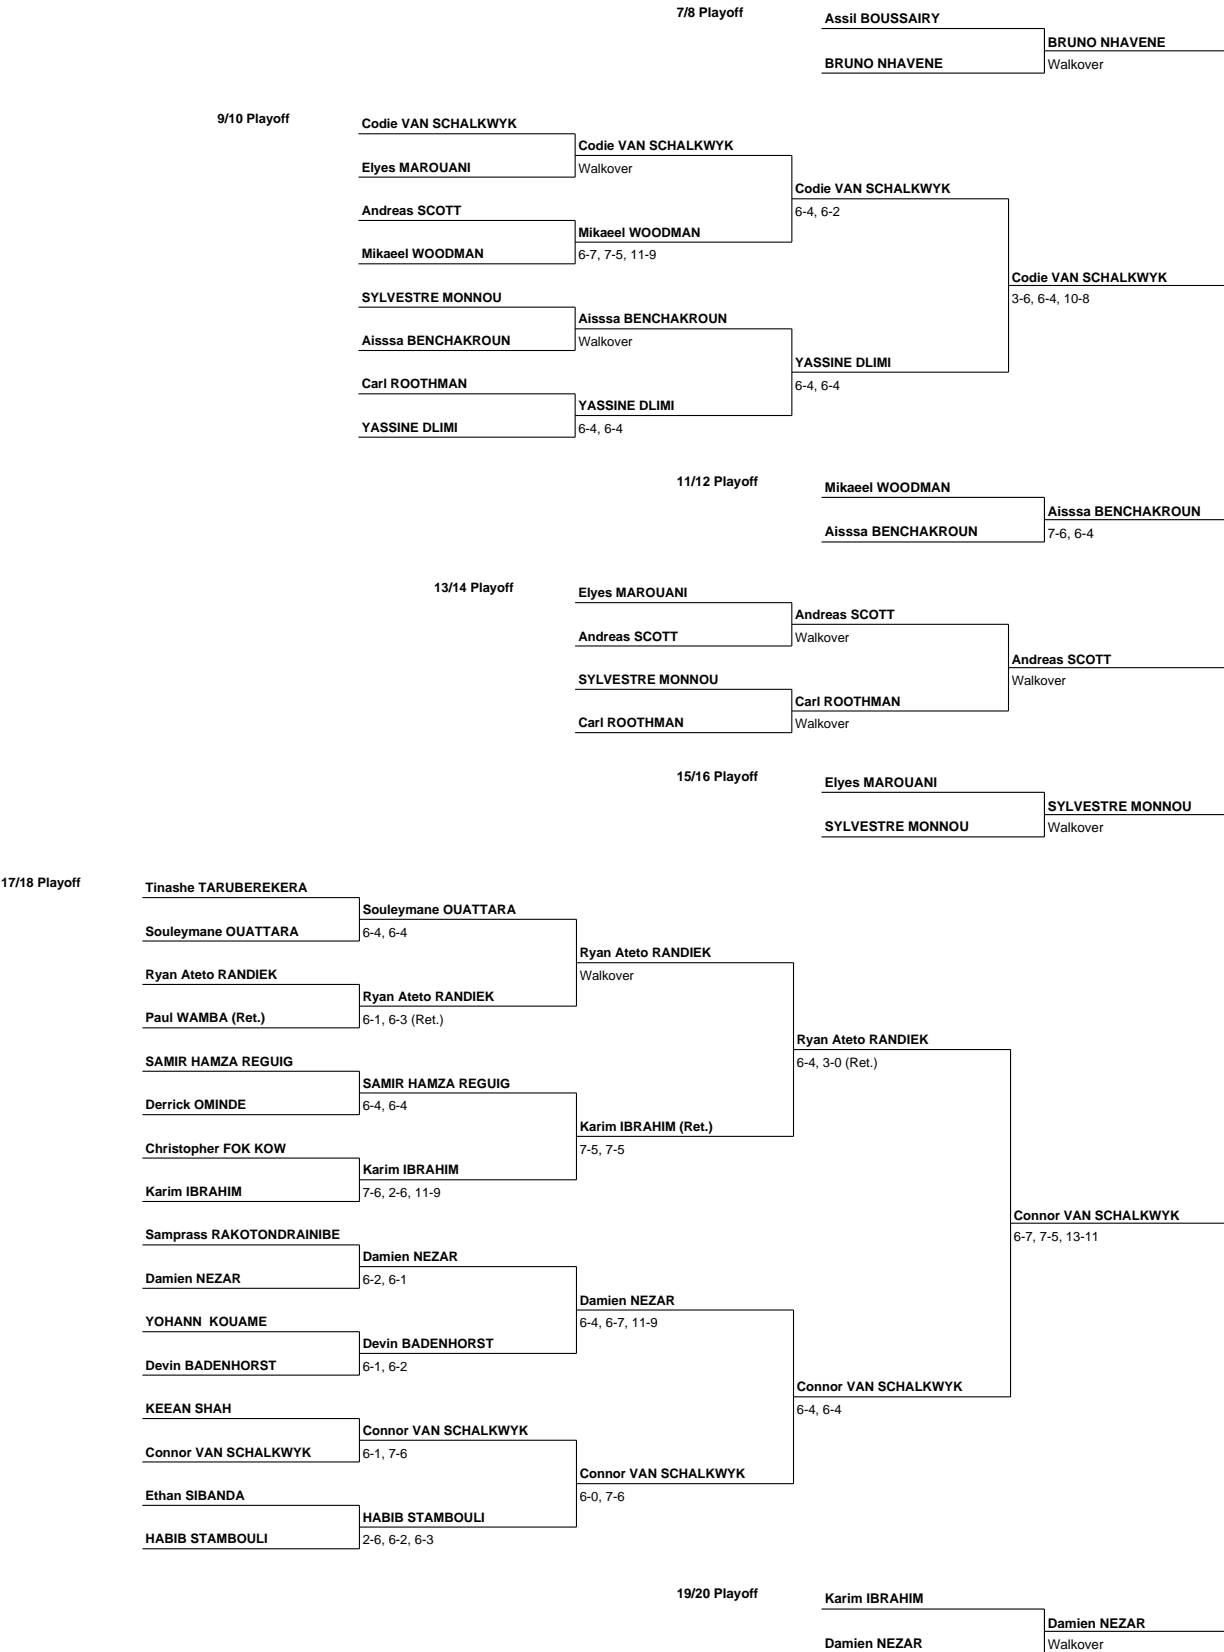 7/8 Playoff
Assil BOUSSAIRY
BRUNO NHAVENE
BRUNO NHAVENE
Walkover
9/10 Playoff
Codie VAN SCHALKWYK
Codie VAN SCHALKWYK
Elyes MAROUANI
Walkover
Codie VAN SCHALKWYK
Andreas SCOTT
6-4, 6-2
Mikaeel WOODMAN
Mikaeel WOODMAN
6-7, 7-5, 11-9
Codie VAN SCHALKWYK
SYLVESTRE MONNOU
3-6, 6-4, 10-8
Aisssa BENCHAKROUN
Aisssa BENCHAKROUN
Walkover
YASSINE DLIMI
Carl ROOTHMAN
6-4, 6-4
YASSINE DLIMI
YASSINE DLIMI
6-4, 6-4
11/12 Playoff
Mikaeel WOODMAN
Aisssa BENCHAKROUN
Aisssa BENCHAKROUN
7-6, 6-4
13/14 Playoff
Elyes MAROUANI
Andreas SCOTT
Andreas SCOTT
Walkover
Andreas SCOTT
SYLVESTRE MONNOU
Walkover
Carl ROOTHMAN
Carl ROOTHMAN
Walkover
15/16 Playoff
Elyes MAROUANI
SYLVESTRE MONNOU
SYLVESTRE MONNOU
Walkover
17/18 Playoff
Tinashe TARUBEREKERA
Souleymane OUATTARA
Souleymane OUATTARA
6-4, 6-4
Ryan Ateto RANDIEK
Ryan Ateto RANDIEK
Walkover
Ryan Ateto RANDIEK
Paul WAMBA (Ret.)
6-1, 6-3 (Ret.)
Ryan Ateto RANDIEK
SAMIR HAMZA REGUIG
6-4, 3-0 (Ret.)
SAMIR HAMZA REGUIG
Derrick OMINDE
6-4, 6-4
Karim IBRAHIM (Ret.)
Christopher FOK KOW
7-5, 7-5
Karim IBRAHIM
Karim IBRAHIM
7-6, 2-6, 11-9
Connor VAN SCHALKWYK
Samprass RAKOTONDRAINIBE
6-7, 7-5, 13-11
Damien NEZAR
Damien NEZAR
6-2, 6-1
Damien NEZAR
YOHANN  KOUAME
6-4, 6-7, 11-9
Devin BADENHORST
Devin BADENHORST
6-1, 6-2
Connor VAN SCHALKWYK
KEEAN SHAH
6-4, 6-4
Connor VAN SCHALKWYK
Connor VAN SCHALKWYK
6-1, 7-6
Connor VAN SCHALKWYK
Ethan SIBANDA
6-0, 7-6
HABIB STAMBOULI
HABIB STAMBOULI
2-6, 6-2, 6-3
19/20 Playoff
Karim IBRAHIM
Damien NEZAR
Damien NEZAR
Walkover